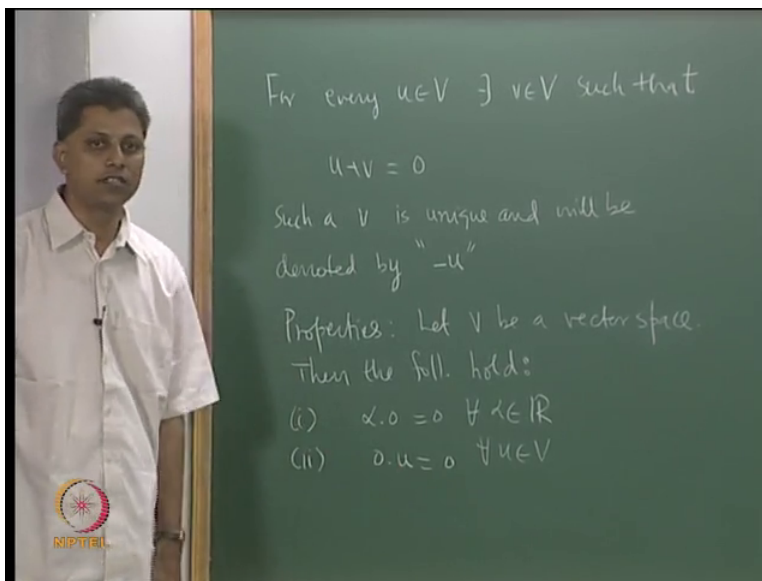 For every u ∈ V ∃ v ∈ V such that
u + v = 0
Such a v is unique and will be
denoted by "-u"
Properties: Let V be a vector space.
Then the foll. hold:
(i) α.0 = 0 ∀ α ∈ ℝ
(ii) 0.u = 0 ∀ u ∈ V
NPTEL